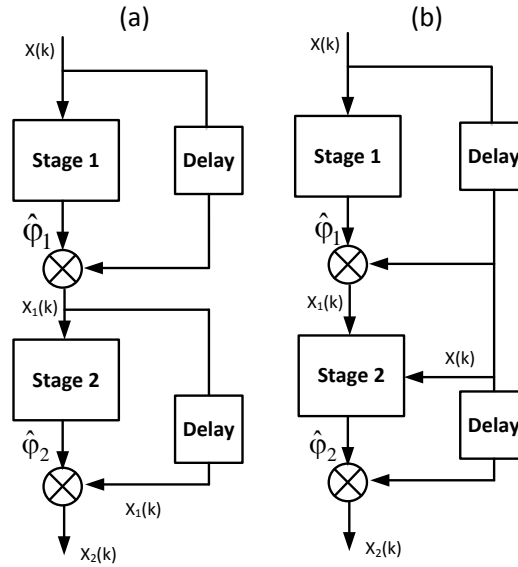 (a)
X(k)
Stage 1
Delay
φ̂₁
X₁(k)
Stage 2
Delay
φ̂₂
X₁(k)
X₂(k)
(b)
X(k)
Stage 1
Delay
φ̂₁
X₁(k)
X(k)
Stage 2
Delay
φ̂₂
X₂(k)